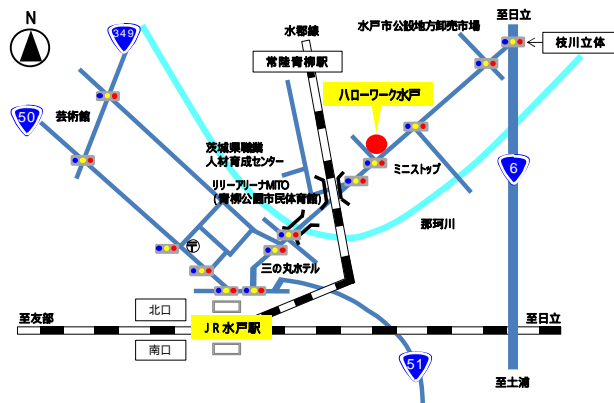 N
349
水郡線
水戸市公設地方卸売市場
至日立
枝川立体
常陸青柳駅
50
芸術館
ハローワーク水戸
茨城県職業
人材育成センター
ミニストップ
6
リリーアリーナMITO
(青柳公園市民体育館)
那珂川
〒
三の丸ホテル
北口
至友部
JR水戸駅
至日立
南口
51
至土浦